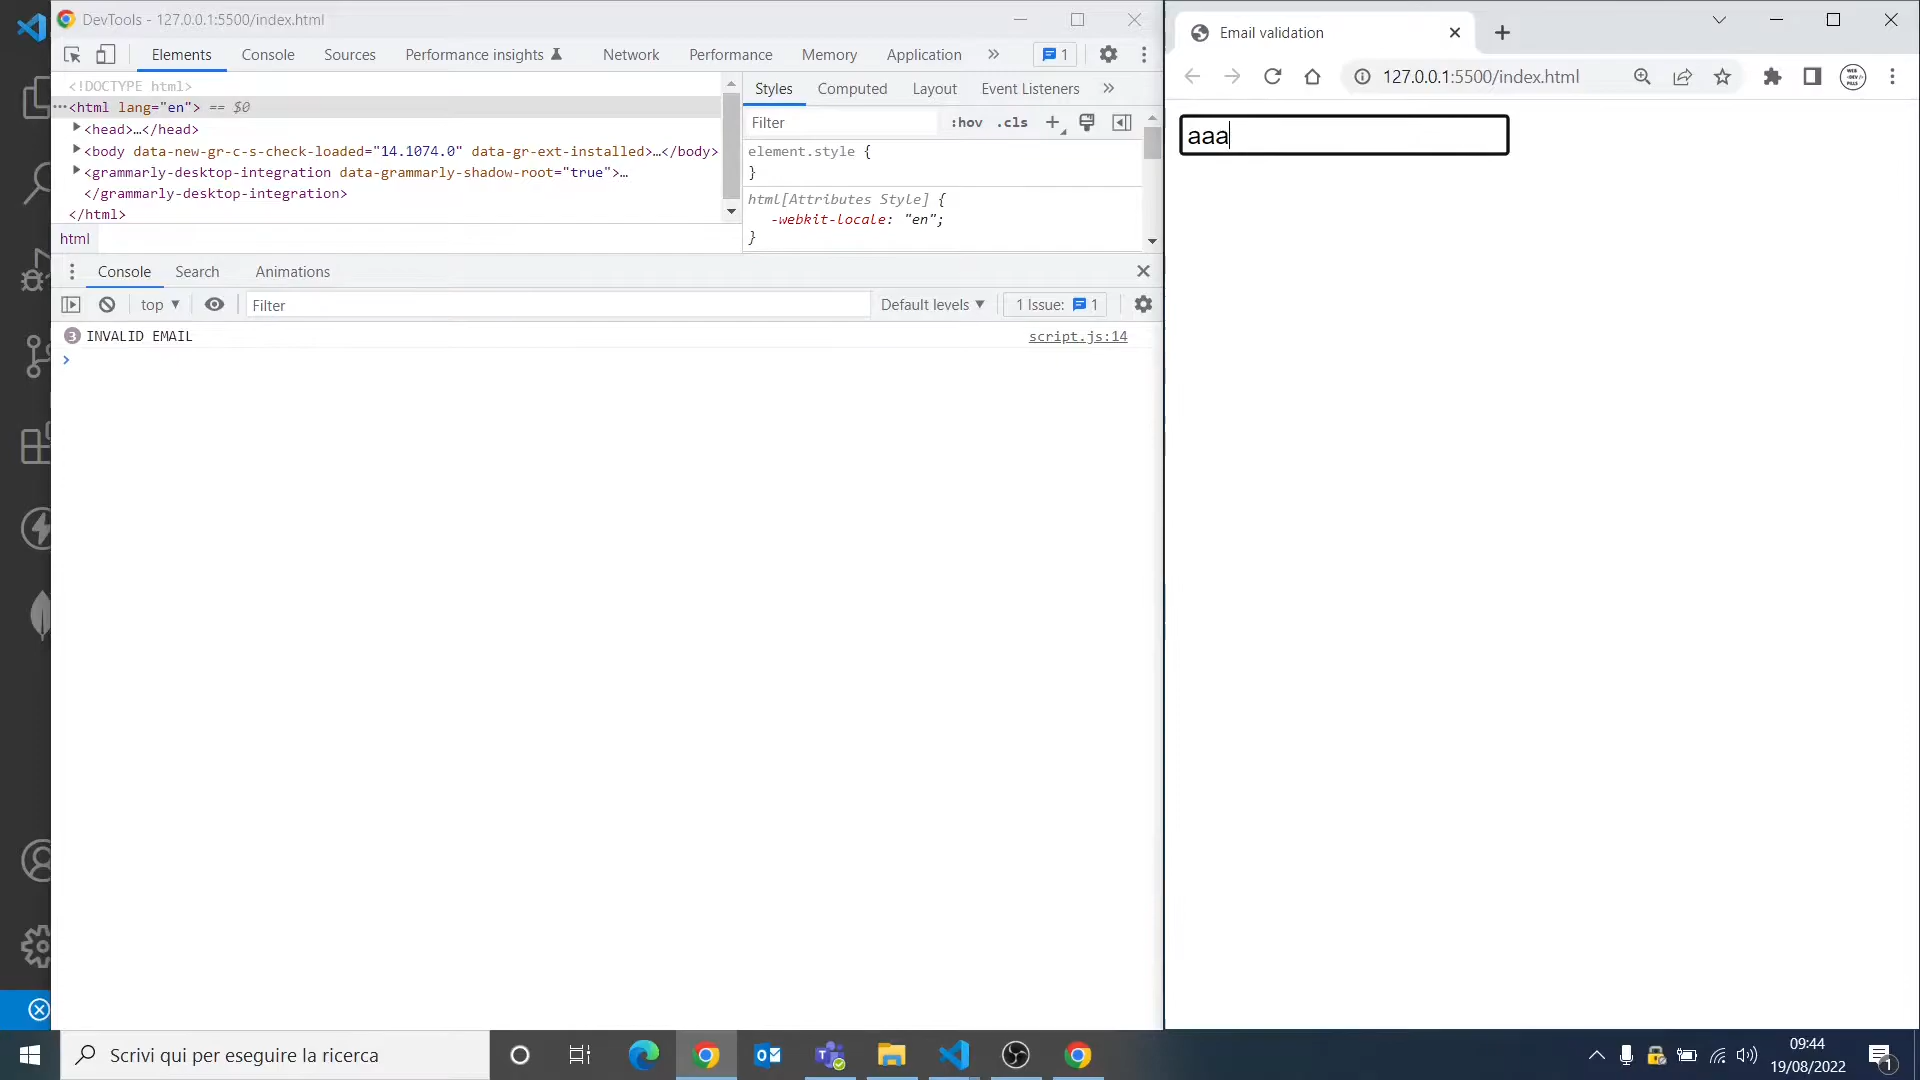 DevTools - 127.0.0.1:5500/index.html
Elements Console Sources Performance insights Network Performance Memory Application » 1
<!DOCTYPE html>
···<html lang="en"> == $0
<head>…</head>
<body data-new-gr-c-s-check-loaded="14.1074.0" data-gr-ext-installed>…</body>
<grammarly-desktop-integration data-grammarly-shadow-root="true">…
</grammarly-desktop-integration>
</html>
html
Styles Computed Layout Event Listeners »
Filter :hov .cls +
element.style {
}
html[Attributes Style] {
-webkit-locale: "en";
}
Console Search Animations
top ▼ Filter Default levels ▼ 1 Issue: 1
3 INVALID EMAIL script.js:14
>
Email validation
127.0.0.1:5500/index.html
WEB
-DEV //
PILLS
aaa
Scrivi qui per eseguire la ricerca
09:44
19/08/2022
1